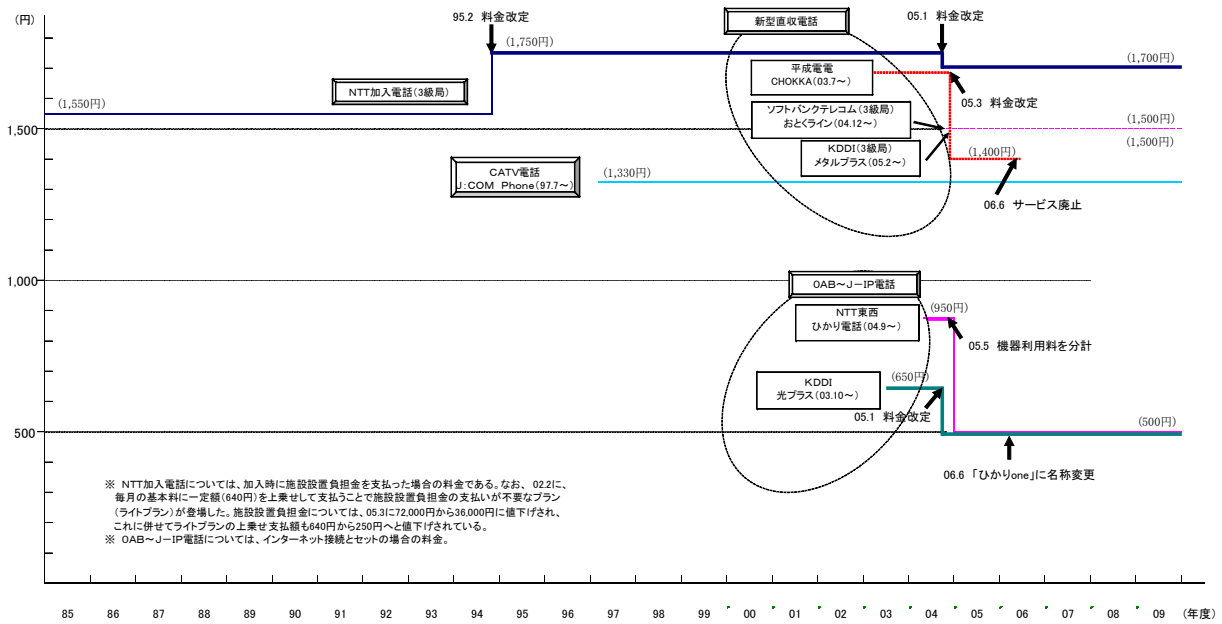 (円)
95.2 料金改定
新型直収電話
05.1 料金改定
(1,750円)
(1,700円)
平成電電
CHOKKA(03.7～)
NTT加入電話(3級局)
05.3 料金改定
(1,550円)
ソフトバンクテレコム(3級局)
おとくライン(04.12～)
(1,500円)
1,500
(1,500円)
KDDI(3級局)
メタルプラス(05.2～)
(1,400円)
CATV電話
J:COM Phone(97.7～)
(1,330円)
06.6 サービス廃止
1,000
0AB～J－IP電話
NTT東西
ひかり電話(04.9～)
(950円)
05.5 機器利用料を分計
KDDI
光プラス(03.10～)
(650円)
05.1 料金改定
(500円)
500
06.6 「ひかりone」に名称変更
※ NTT加入電話については、加入時に施設設置負担金を支払った場合の料金である。なお、 02.2に、
毎月の基本料に一定額(640円)を上乗せして支払うことで施設設置負担金の支払いが不要なプラン
(ライトプラン)が登場した。施設設置負担金については、05.3に72,000円から36,000円に値下げされ、
これに併せてライトプランの上乗せ支払額も640円から250円へと値下げされている。
※ 0AB～J－IP電話については、インターネット接続とセットの場合の料金。
85 86 87 88 89 90 91 92 93 94 95 96 97 98 99 00 01 02 03 04 05 06 07 08 09 (年度)